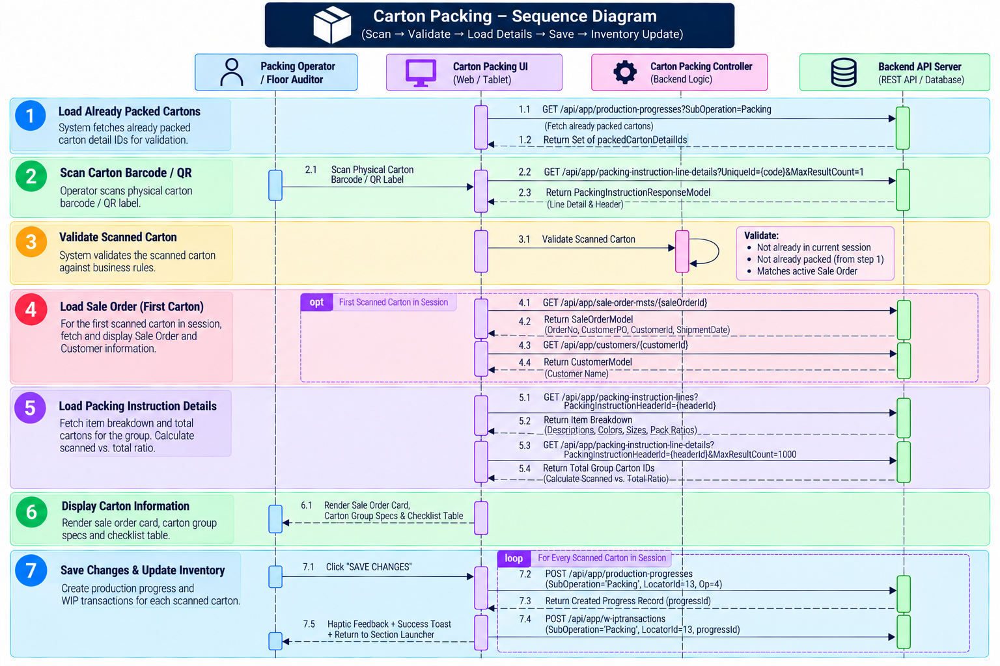 Carton Packing – Sequence Diagram
(Scan → Validate → Load Details → Save → Inventory Update)
Packing Operator
/ Floor Auditor
Carton Packing UI
(Web / Tablet)
Carton Packing Controller
(Backend Logic)
Backend API Server
(REST API / Database)
1
Load Already Packed Cartons
System fetches already packed
carton detail IDs for validation.
1.1 GET /api/app/production-progresses?SubOperation=Packing
(Fetch already packed cartons)
1.2 Return Set of packedCartonDetailIds
2
Scan Carton Barcode / QR
Operator scans physical carton
barcode / QR label.
2.1 Scan Physical Carton
Barcode / QR Label
2.2 GET /api/app/packing-instruction-line-details?UniqueId={code}&MaxResultCount=1
2.3 Return PackingInstructionResponseModel
(Line Detail & Header)
3
Validate Scanned Carton
System validates the scanned carton
against business rules.
3.1 Validate Scanned Carton
Validate:
• Not already in current session
• Not already packed (from step 1)
• Matches active Sale Order
4
Load Sale Order (First Carton)
For the first scanned carton in session,
fetch and display Sale Order and
Customer information.
opt First Scanned Carton in Session
4.1 GET /api/app/sale-order-msts/{saleOrderId}
4.2 Return SaleOrderModel
(OrderNo, CustomerPO, CustomerId, ShipmentDate)
4.3 GET /api/app/customers/{customerId}
4.4 Return CustomerModel
(Customer Name)
5
Load Packing Instruction Details
Fetch item breakdown and total
cartons for the group. Calculate
scanned vs. total ratio.
5.1 GET /api/app/packing-instruction-lines?
PackingInstructionHeaderId={headerId}
5.2 Return Item Breakdown
(Descriptions, Colors, Sizes, Pack Ratios)
5.3 GET /api/app/packing-instruction-line-details?
PackingInstructionHeaderId={headerId}&MaxResultCount=1000
5.4 Return Total Group Carton IDs
(Calculate Scanned vs. Total Ratio)
6
Display Carton Information
Render sale order card, carton group
specs and checklist table.
6.1 Render Sale Order Card,
Carton Group Specs & Checklist Table
7
Save Changes & Update Inventory
Create production progress and
WIP transactions for each scanned carton.
7.1 Click "SAVE CHANGES"
loop For Every Scanned Carton in Session
7.2 POST /api/app/production-progresses
(SubOperation='Packing', LocatorId=13, Op=4)
7.3 Return Created Progress Record (progressId)
7.4 POST /api/app/w-iptransactions
(SubOperation='Packing', LocatorId=13, progressId)
7.5 Haptic Feedback + Success Toast
+ Return to Section Launcher